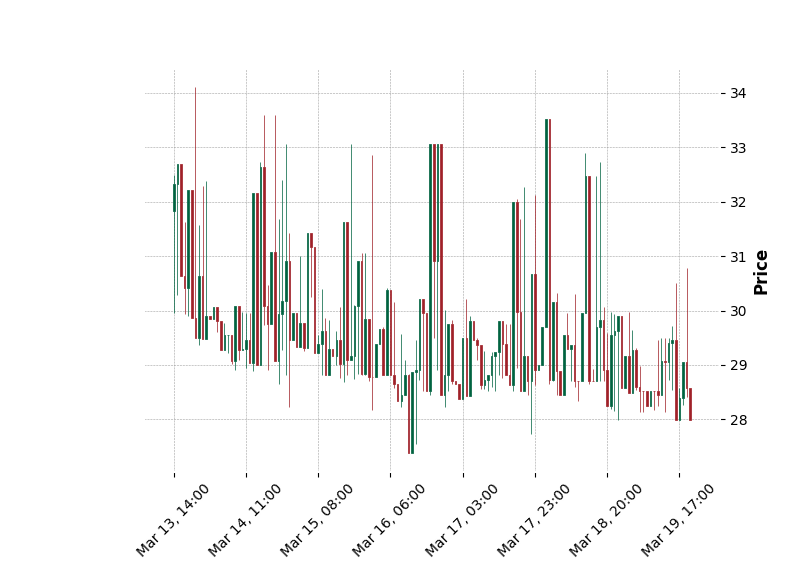 34
33
32
31
30
29
28
Price
Mar 13, 14:00
Mar 14, 11:00
Mar 15, 08:00
Mar 16, 06:00
Mar 17, 03:00
Mar 17, 23:00
Mar 18, 20:00
Mar 19, 17:00